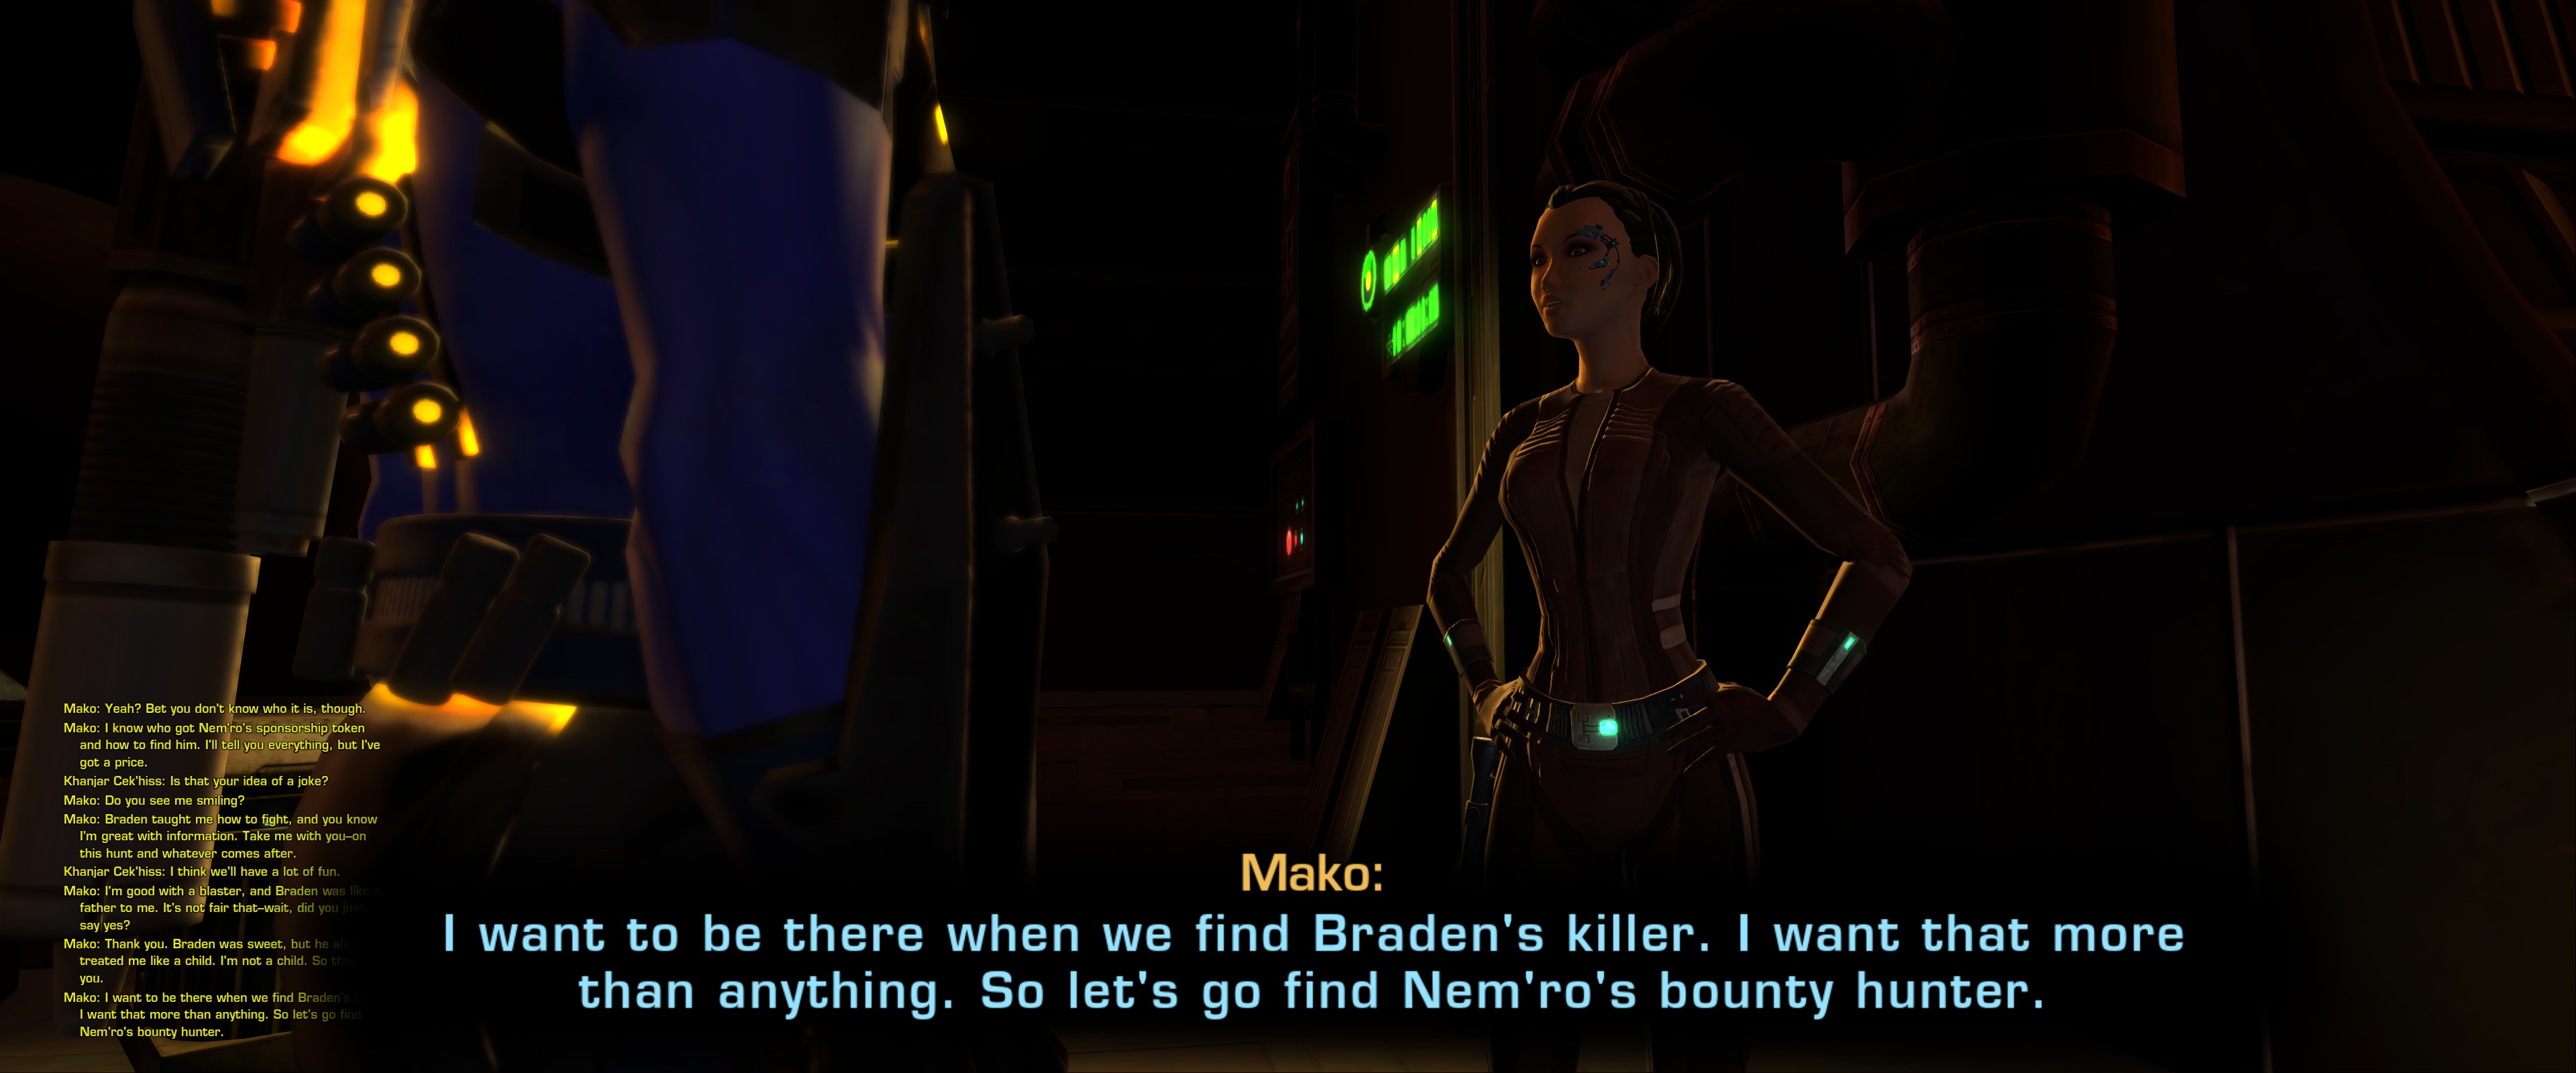 Mako: Yeah? Bet you don't know who it is, though.
Mako: I know who got Nem'ro's sponsorship token
and how to find him. I'll tell you everything, but I've
got a price.
Khanjar Cek'hiss: Is that your idea of a joke?
Mako: Do you see me smiling?
Mako: Braden taught me how to fight, and you know
I'm great with information. Take me with you—on
this hunt and whatever comes after.
Khanjar Cek'hiss: I think we'll have a lot of fun.
Mako: I'm good with a blaster, and Braden was like a
father to me. It's not fair that—wait, did you just
say yes?
Mako: Thank you. Braden was sweet, but he
treated me like a child. I'm not a child. So
you.
Mako: I want to be there when we find Braden's
I want that more than anything. So let's go find
Nem'ro's bounty hunter.
Mako:
I want to be there when we find Braden's killer. I want that more
than anything. So let's go find Nem'ro's bounty hunter.